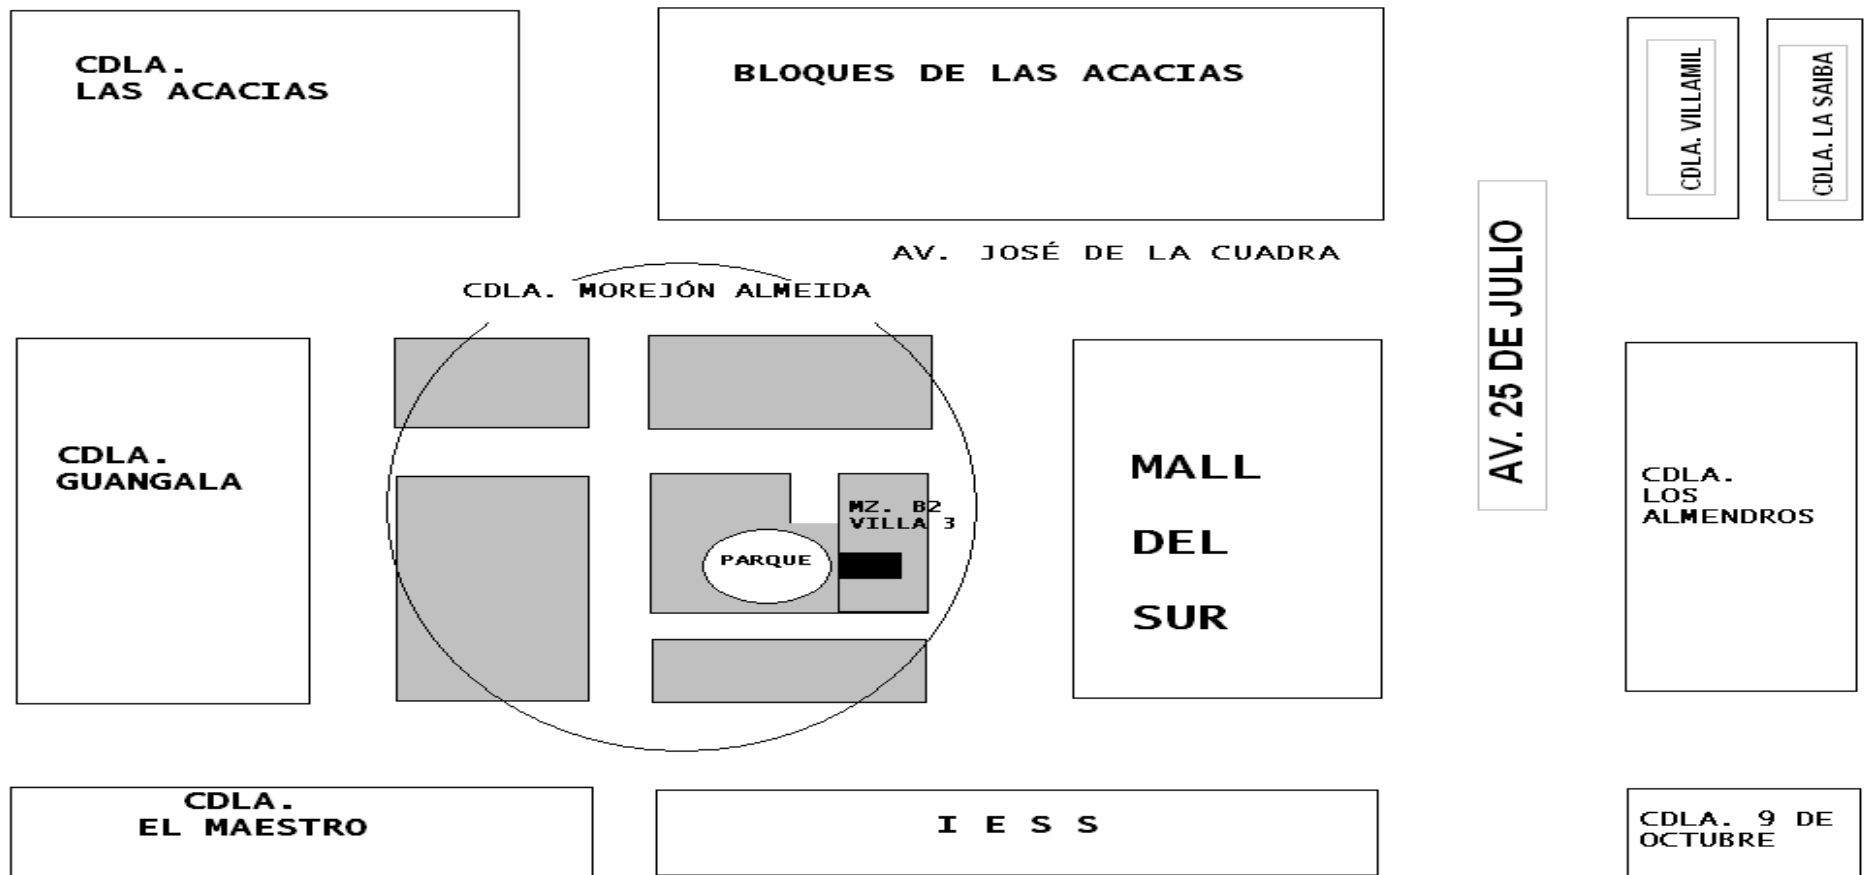 CDLA.
LAS ACACIAS
BLOQUES DE LAS ACACIAS
CDLA. VILLAMIL
CDLA. LA SAIBA
AV. JOSÉ DE LA CUADRA
AV. 25 DE JULIO
CDLA. MOREJÓN ALMEIDA
CDLA.
GUANGALA
MZ. B2
VILLA 3
PARQUE
MALL
DEL
SUR
CDLA.
LOS
ALMENDROS
CDLA.
EL MAESTRO
I E S S
CDLA. 9 DE
OCTUBRE